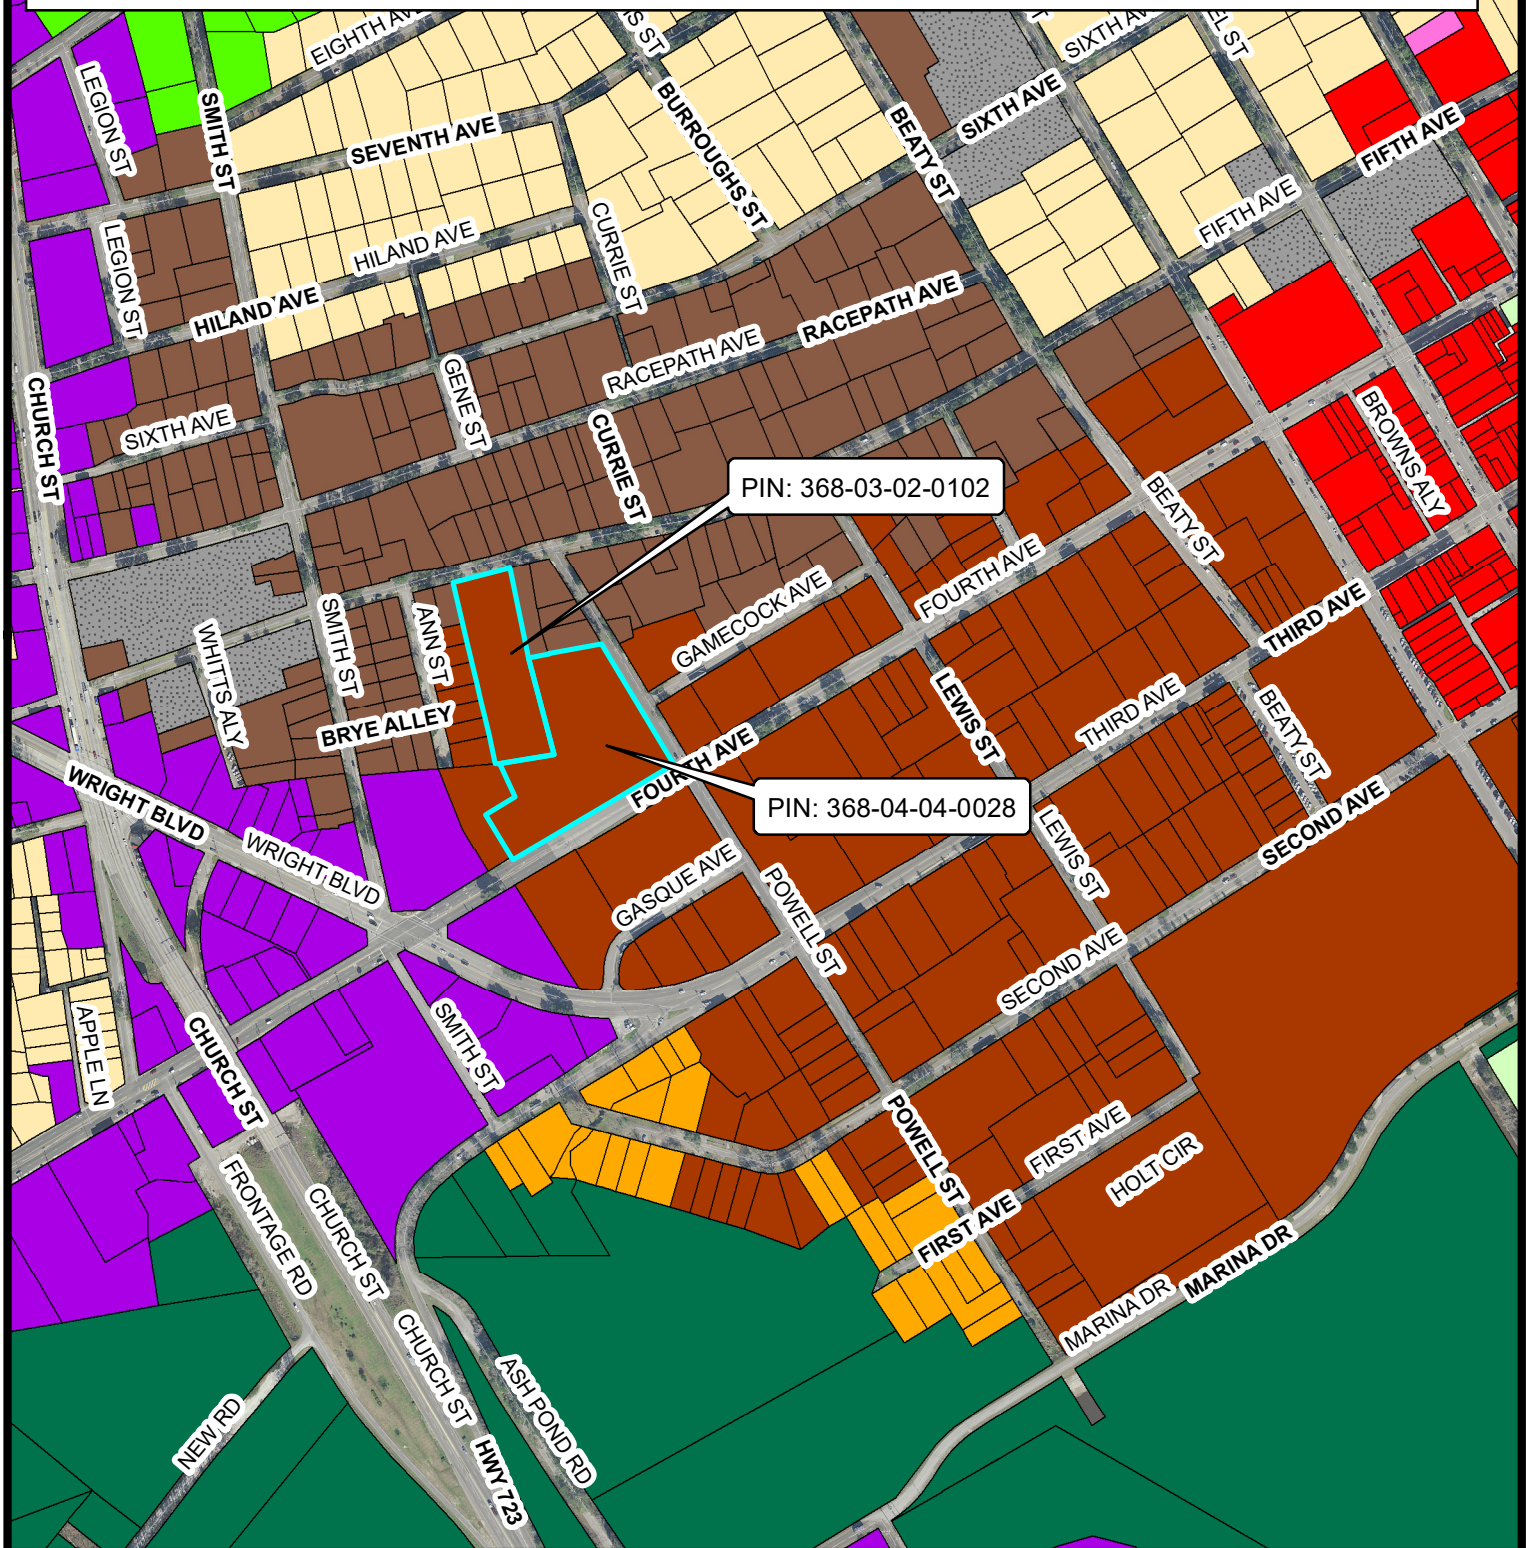 EIGHTH AVE
SIXTH AVE
LEGION ST
SMITH ST
SEVENTH AVE
BURROUGHS ST
BEATY ST
SIXTH AVE
FIFTH AVE
LEGION ST
HILAND AVE
HILAND AVE
CURRIE ST
FIFTH AVE
RACEPATH AVE
RACEPATH AVE
GENE ST
CHURCH ST
SIXTH AVE
CURRIE ST
BROWNS ALY
PIN: 368-03-02-0102
BEATY ST
FOURTH AVE
GAMECOCK AVE
THIRD AVE
WHITTS ALY
SMITH ST
ANN ST
BRYE ALLEY
LEWIS ST
THIRD AVE
BEATY ST
WRIGHT BLVD
WRIGHT BLVD
FOURTH AVE
PIN: 368-04-04-0028
LEWIS ST
SECOND AVE
GASQUE AVE
POWELL ST
SECOND AVE
APPLE LN
CHURCH ST
SMITH ST
POWELL ST
FIRST AVE
HOLT CIR
FIRST AVE
FRONTAGE RD
CHURCH ST
MARINA DR
MARINA DR
CHURCH ST
ASH POND RD
NEW RD
HWY 723